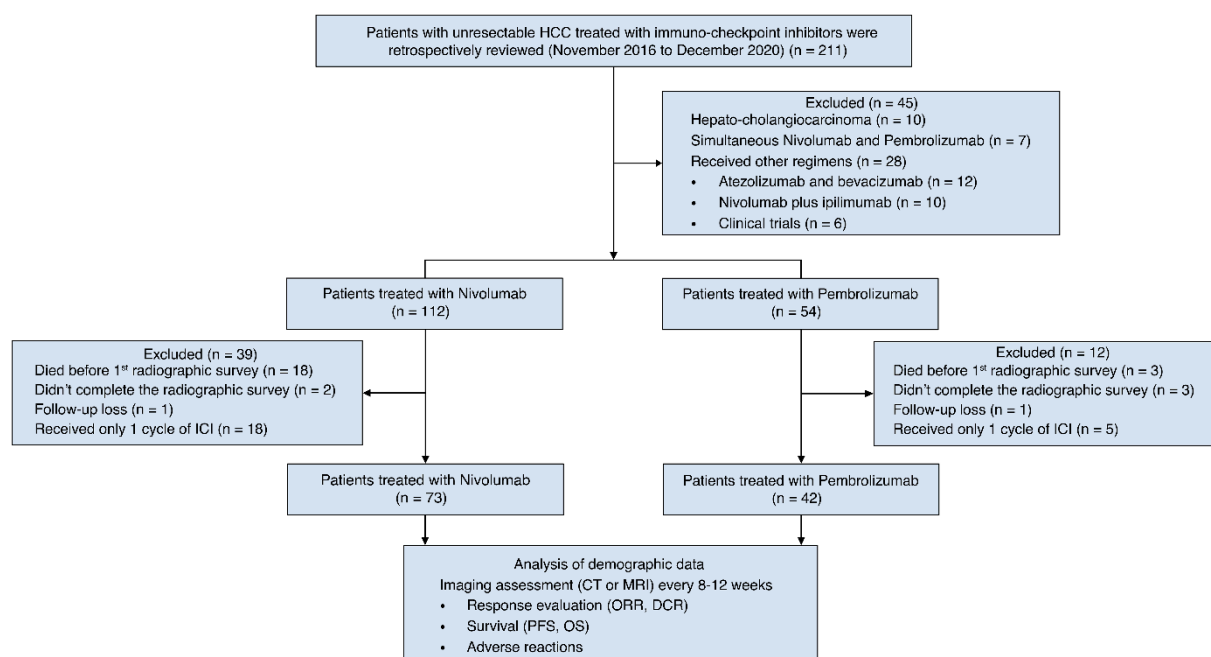 Patients with unresectable HCC treated with immuno-checkpoint inhibitors were
retrospectively reviewed (November 2016 to December 2020) (n = 211)
Excluded (n = 45)
Hepato-cholangiocarcinoma (n = 10)
Simultaneous Nivolumab and Pembrolizumab (n = 7)
Received other regimens (n = 28)
• Atezolizumab and bevacizumab (n = 12)
• Nivolumab plus ipilimumab (n = 10)
• Clinical trials (n = 6)
Patients treated with Nivolumab
(n = 112)
Patients treated with Pembrolizumab
(n = 54)
Excluded (n = 39)
Died before 1st radiographic survey (n = 18)
Didn't complete the radiographic survey (n = 2)
Follow-up loss (n = 1)
Received only 1 cycle of ICI (n = 18)
Excluded (n = 12)
Died before 1st radiographic survey (n = 3)
Didn't complete the radiographic survey (n = 3)
Follow-up loss (n = 1)
Received only 1 cycle of ICI (n = 5)
Patients treated with Nivolumab
(n = 73)
Patients treated with Pembrolizumab
(n = 42)
Analysis of demographic data
Imaging assessment (CT or MRI) every 8-12 weeks
• Response evaluation (ORR, DCR)
• Survival (PFS, OS)
• Adverse reactions